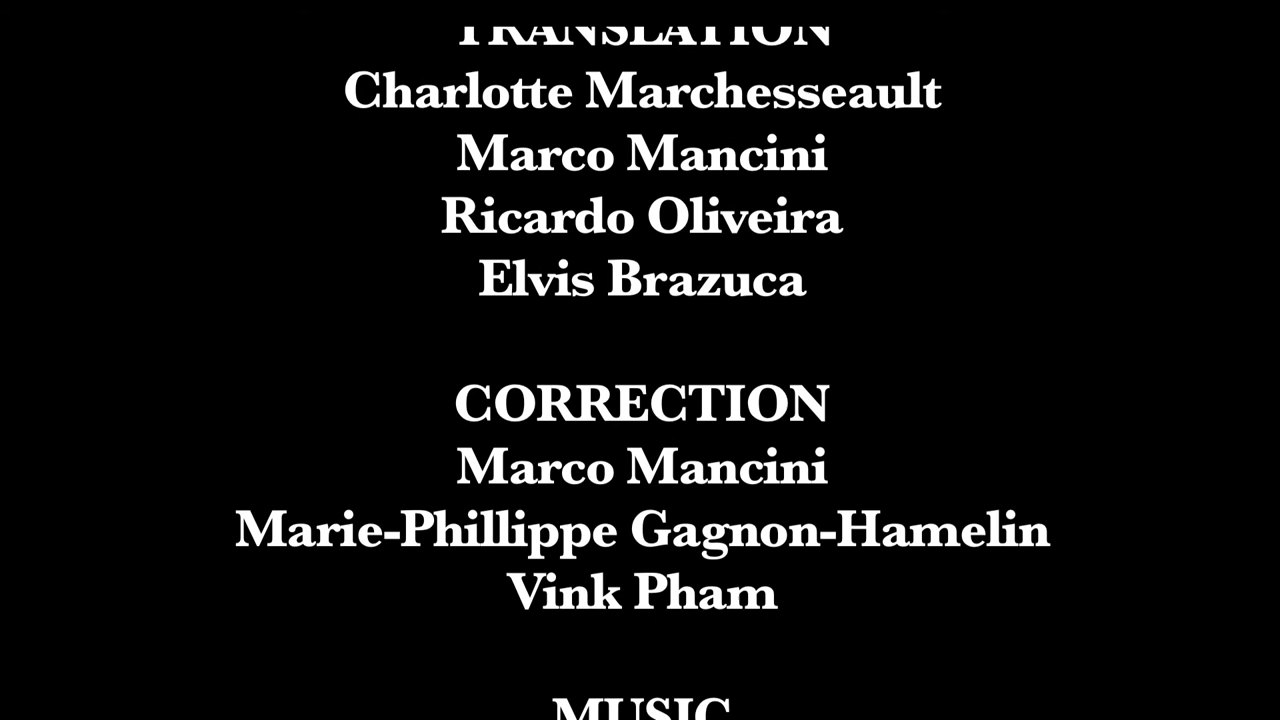 TRANSLATION
Charlotte Marchesseault
Marco Mancini
Ricardo Oliveira
Elvis Brazuca
CORRECTION
Marco Mancini
Marie-Phillippe Gagnon-Hamelin
Vink Pham
MUSIC